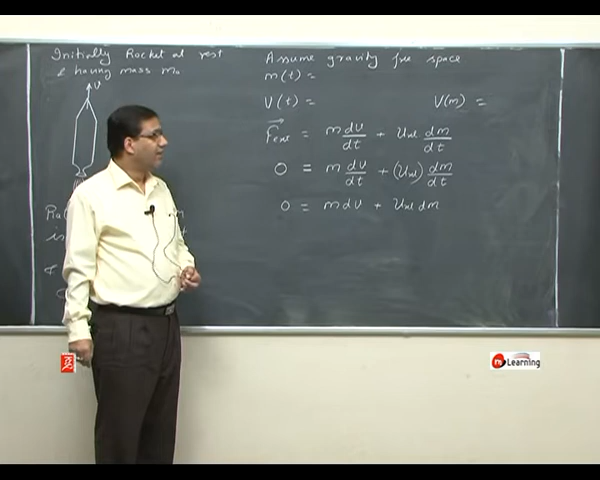 Initially Rocket at rest
& having mass m₀
V
Assume gravity free space
m(t) =
V(t) =
V(m) =
F⃗ext = m dV/dt + Urel dm/dt
0 = m dV/dt + (Urel) dm/dt
0 = m dV + Urel dm
is
Learning